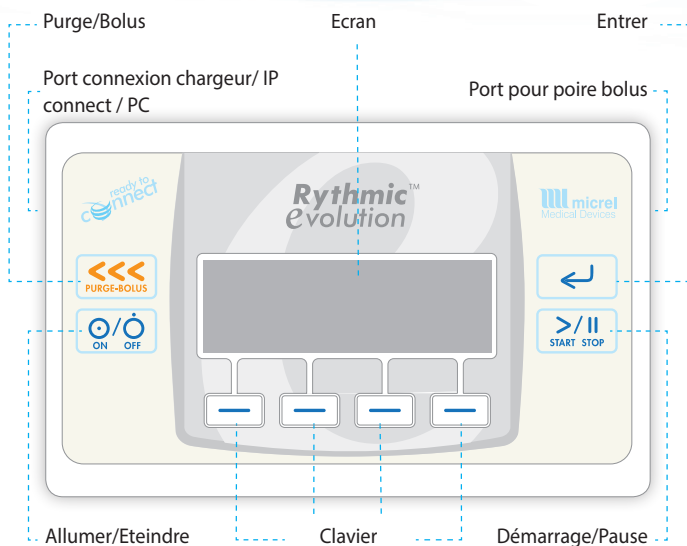 Purge/Bolus
Ecran
Entrer
Port connexion chargeur/ IP
connect / PC
Port pour poire bolus
ready to
connect
Rythmic™
evolution
micrel
Medical Devices
<<<
PURGE-BOLUS
ON OFF
>/II
START STOP
Allumer/Eteindre
Clavier
Démarrage/Pause